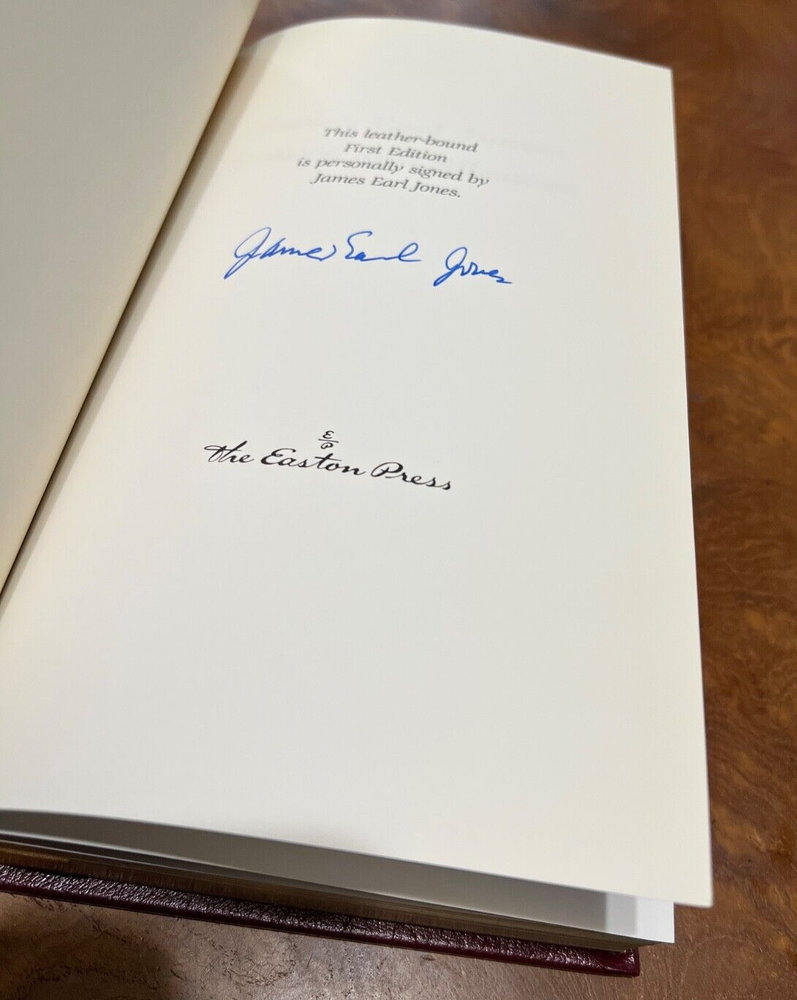 This leather-bound
First Edition
is personally signed by
James Earl Jones.
James Earl Jones
E
P
the Easton Press